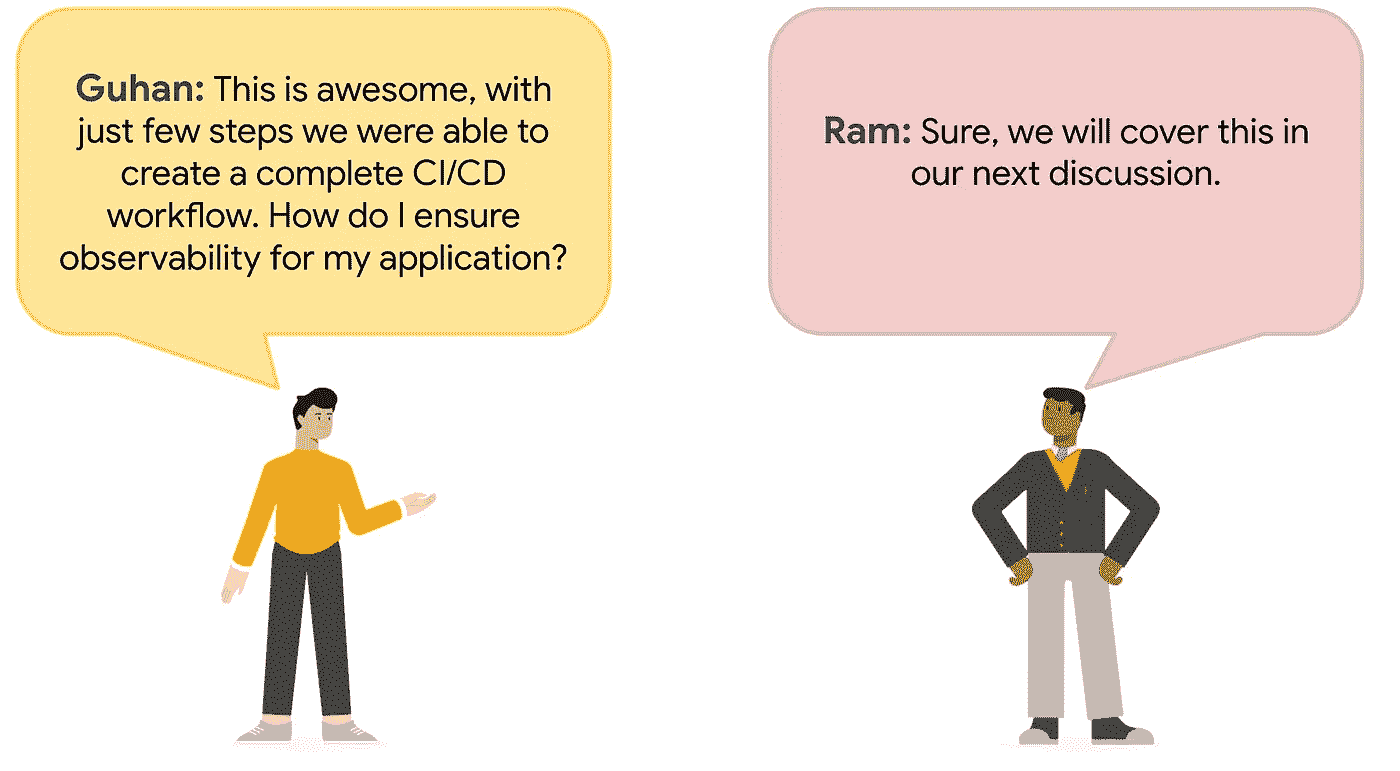 Guhan: This is awesome, with
just few steps we were able to
create a complete CI/CD
workflow. How do I ensure
observability for my application?
Ram: Sure, we will cover this in
our next discussion.